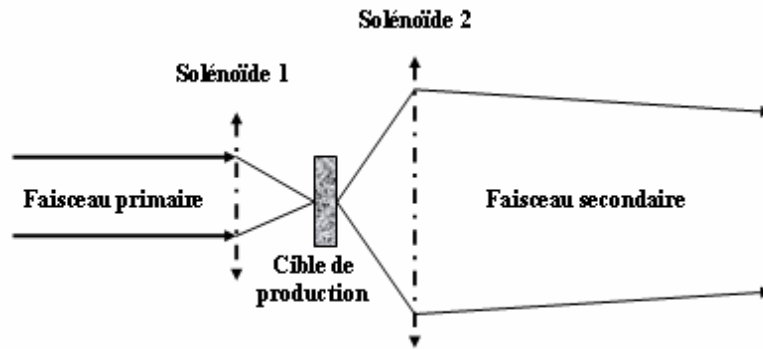 Solénoïde 2
Solénoïde 1
Faisceau primaire
Faisceau secondaire
Cible de
production